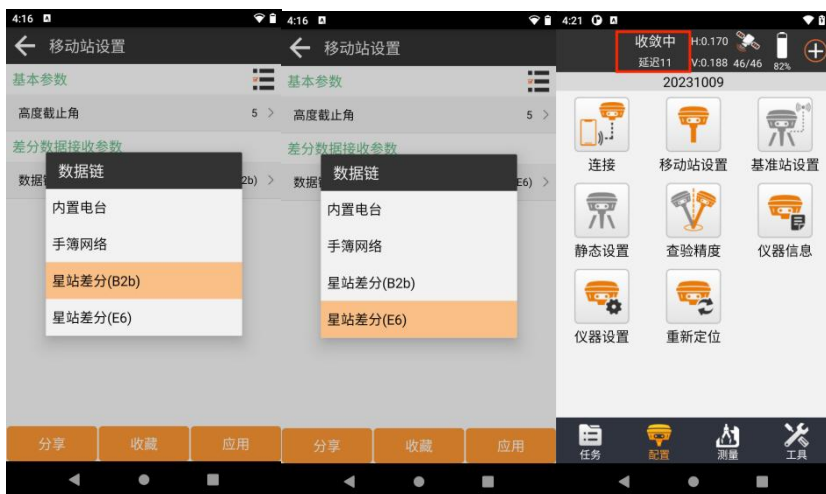 4:16
移动站设置
基本参数
高度截止角 5
差分数据接收参数
数据 2b)
数据链
内置电台
手簿网络
星站差分(B2b)
星站差分(E6)
分享 收藏 应用
4:16
移动站设置
基本参数
高度截止角 5
差分数据接收参数
数据 E6)
数据链
内置电台
手簿网络
星站差分(B2b)
星站差分(E6)
分享 收藏 应用
4:21
收敛中 H:0.170
延迟11 V:0.188 46/46 82%
20231009
连接 移动站设置 基准站设置
静态设置 查验精度 仪器信息
仪器设置 重新定位
任务 配置 测量 工具